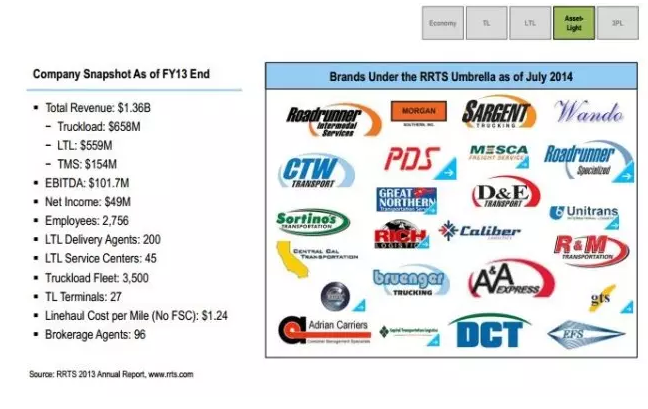 Economy
TL
LTL
Asset-
Light
3PL
Company Snapshot As of FY13 End
Brands Under the RRTS Umbrella as of July 2014
▪ Total Revenue: $1.36B
− Truckload: $658M
− LTL: $559M
− TMS: $154M
▪ EBITDA: $101.7M
▪ Net Income: $49M
▪ Employees: 2,756
▪ LTL Delivery Agents: 200
▪ LTL Service Centers: 45
▪ Truckload Fleet: 3,500
▪ TL Terminals: 27
▪ Linehaul Cost per Mile (No FSC): $1.24
▪ Brokerage Agents: 96
Roadrunner
Intermodal
Services
MORGAN
SOUTHERN, INC.
SARGENT
TRUCKING
Wando
CTW
TRANSPORT
PDS
MESCA
FREIGHT SERVICES
Roadrunner
Specialized
GREAT
NORTHERN
Transportation Services
D&E
TRANSPORT
Sortino's
TRANSPORTATION
Unitrans
RICH
LOGISTICS
Caliber
LOGISTICS
R&M
TRANSPORTATION
CENTRAL CAL
TRANSPORTATION
bruenger
TRUCKING
A&A
EXPRESS
gts
Adrian Carriers
Container Management Specialists
Capital Transportation Logistics
DCT
EFS
Source: RRTS 2013 Annual Report, www.rrts.com